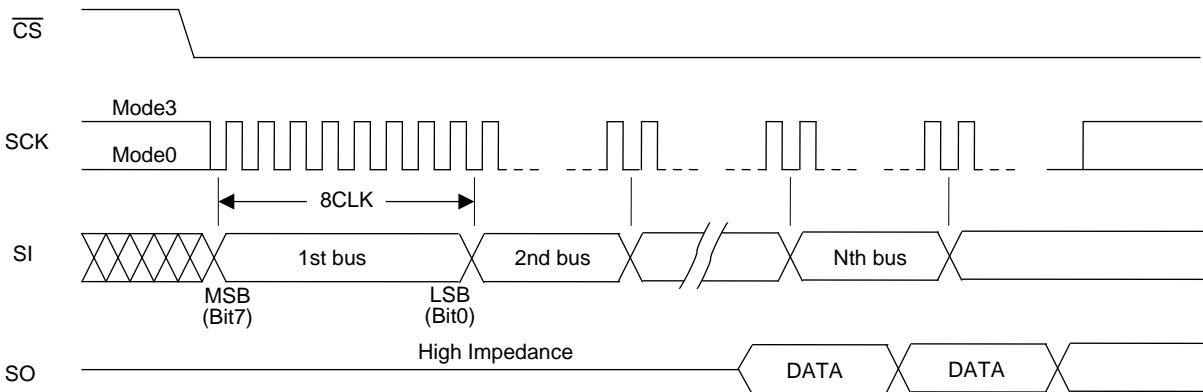 CS
Mode3
SCK
Mode0
8CLK
SI
1st bus
2nd bus
Nth bus
MSB
(Bit7)
LSB
(Bit0)
High Impedance
SO
DATA
DATA